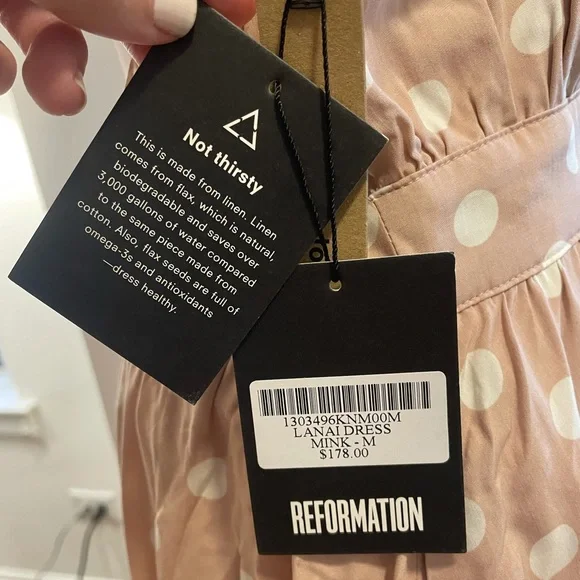 Not thirsty
This is made from linen. Linen
comes from flax, which is natural,
biodegradable and saves over
3,000 gallons of water compared
to the same piece made from
cotton. Also, flax seeds are full of
omega-3s and antioxidants
—dress healthy.
1303496KNM00M
LANAI DRESS
MINK - M
$178.00
REFORMATION